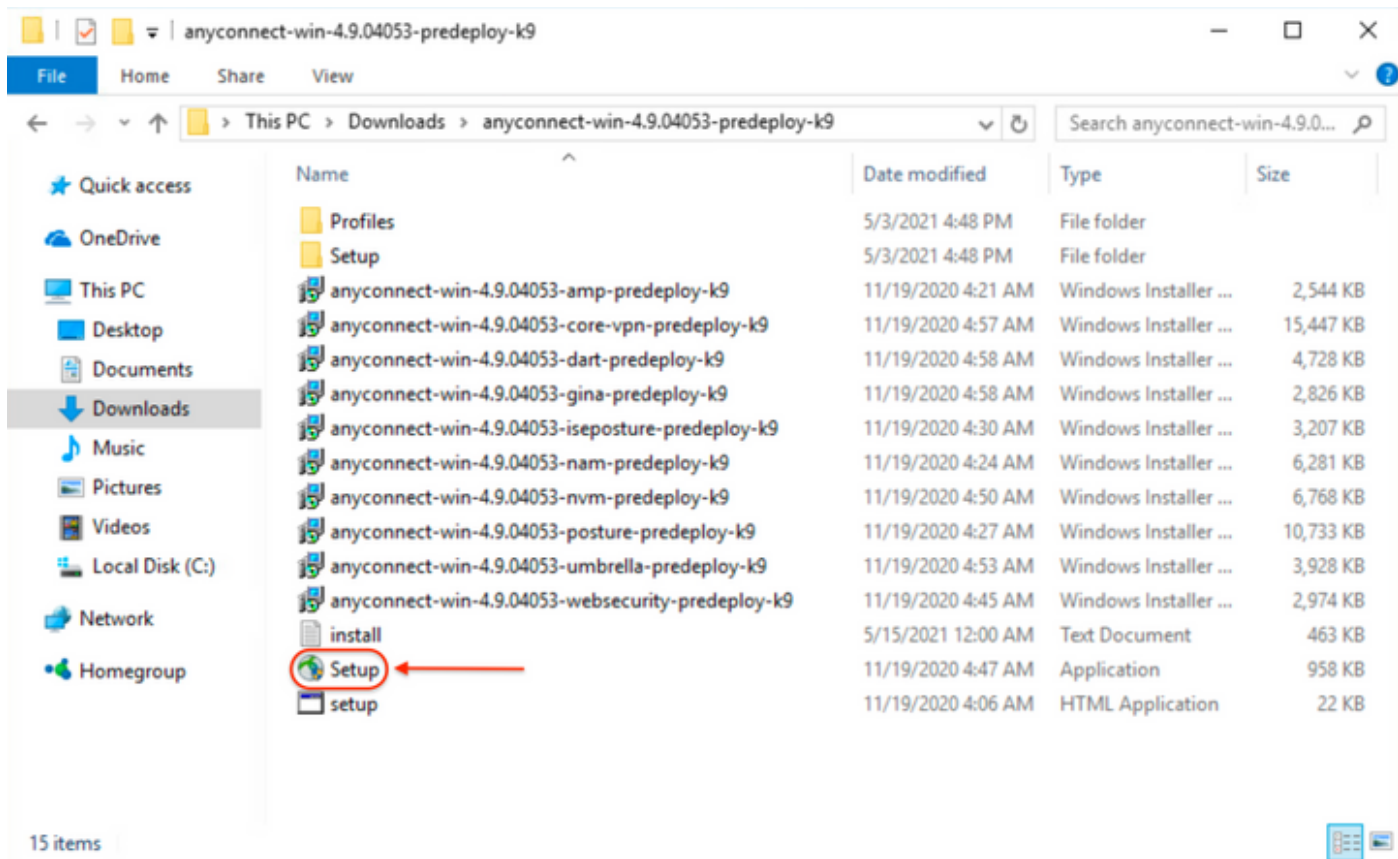 anyconnect-win-4.9.04053-predeploy-k9
File Home Share View
This PC > Downloads > anyconnect-win-4.9.04053-predeploy-k9
Search anyconnect-win-4.9.0...
Quick access
OneDrive
This PC
Desktop
Documents
Downloads
Music
Pictures
Videos
Local Disk (C:)
Network
Homegroup
Name Date modified Type Size
Profiles 5/3/2021 4:48 PM File folder
Setup 5/3/2021 4:48 PM File folder
anyconnect-win-4.9.04053-amp-predeploy-k9 11/19/2020 4:21 AM Windows Installer ... 2,544 KB
anyconnect-win-4.9.04053-core-vpn-predeploy-k9 11/19/2020 4:57 AM Windows Installer ... 15,447 KB
anyconnect-win-4.9.04053-dart-predeploy-k9 11/19/2020 4:58 AM Windows Installer ... 4,728 KB
anyconnect-win-4.9.04053-gina-predeploy-k9 11/19/2020 4:58 AM Windows Installer ... 2,826 KB
anyconnect-win-4.9.04053-iseposture-predeploy-k9 11/19/2020 4:30 AM Windows Installer ... 3,207 KB
anyconnect-win-4.9.04053-nam-predeploy-k9 11/19/2020 4:24 AM Windows Installer ... 6,281 KB
anyconnect-win-4.9.04053-nvm-predeploy-k9 11/19/2020 4:50 AM Windows Installer ... 6,768 KB
anyconnect-win-4.9.04053-posture-predeploy-k9 11/19/2020 4:27 AM Windows Installer ... 10,733 KB
anyconnect-win-4.9.04053-umbrella-predeploy-k9 11/19/2020 4:53 AM Windows Installer ... 3,928 KB
anyconnect-win-4.9.04053-websecurity-predeploy-k9 11/19/2020 4:45 AM Windows Installer ... 2,974 KB
install 5/15/2021 12:00 AM Text Document 463 KB
Setup 11/19/2020 4:47 AM Application 958 KB
setup 11/19/2020 4:06 AM HTML Application 22 KB
15 items